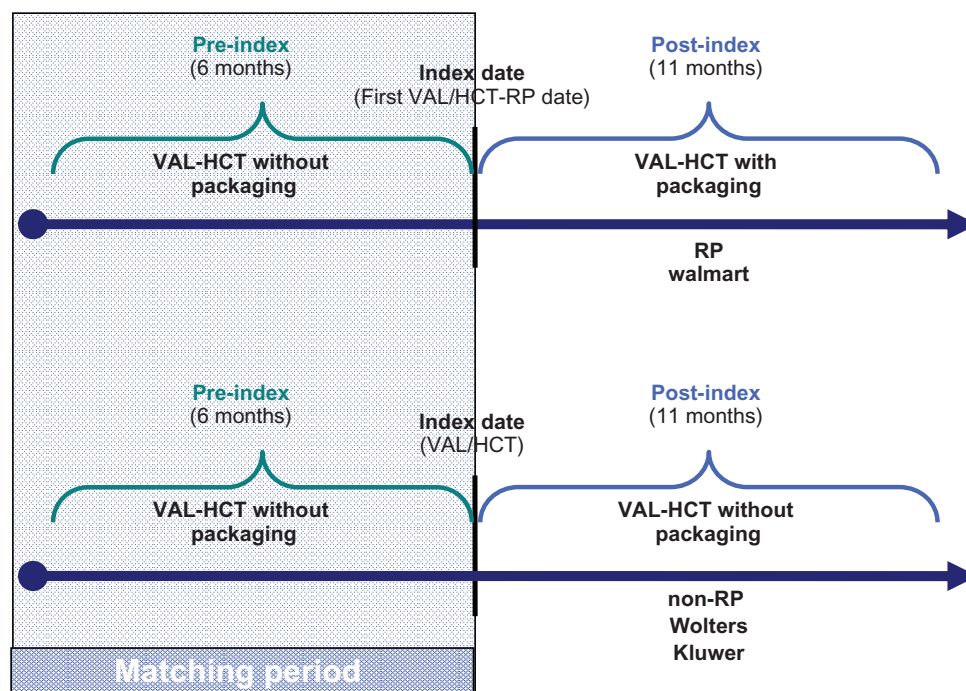 Pre-index
(6 months)
Post-index
(11 months)
Index date
(First VAL/HCT-RP date)
VAL-HCT without
packaging
VAL-HCT with
packaging
RP
walmart
Pre-index
(6 months)
Post-index
(11 months)
Index date
(VAL/HCT)
VAL-HCT without
packaging
VAL-HCT without
packaging
non-RP
Wolters
Kluwer
Matching period